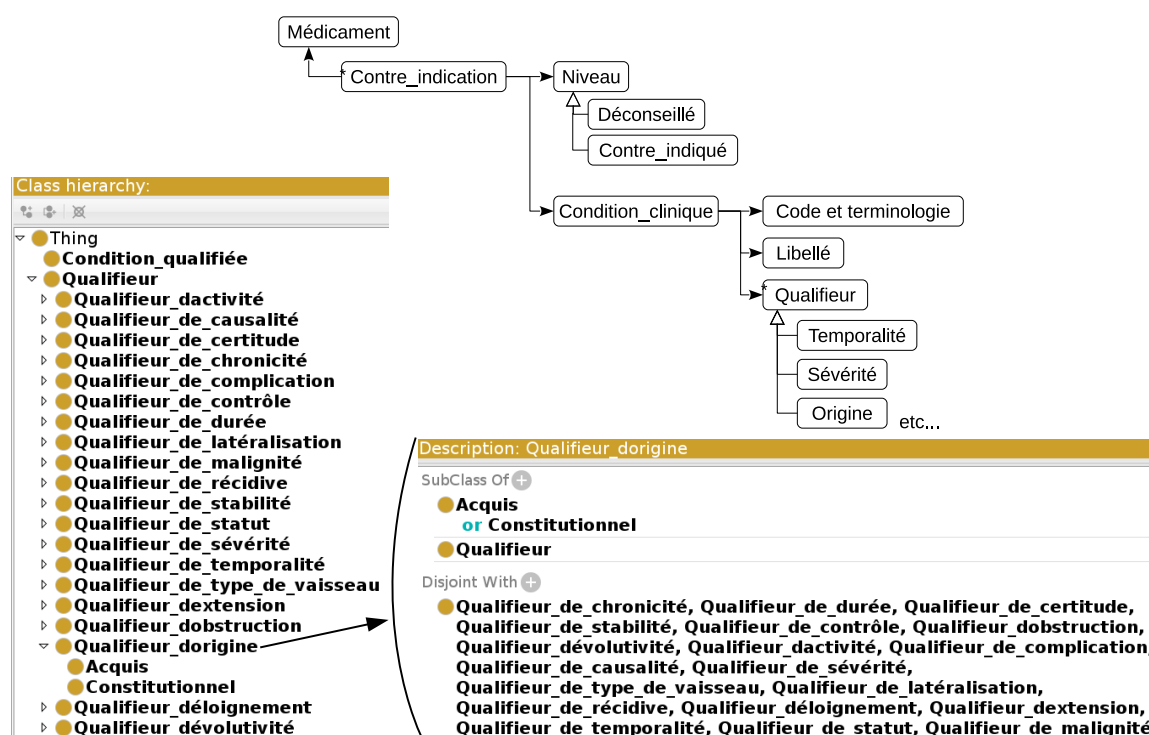 Médicament
* Contre_indication
Niveau
Déconseillé
Contre_indiqué
Condition_clinique
Code et terminologie
Libellé
* Qualifieur
Temporalité
Sévérité
Origine
etc...
Class hierarchy:
Thing
Condition_qualifiée
Qualifieur
Qualifieur_dactivité
Qualifieur_de_causalité
Qualifieur_de_certitude
Qualifieur_de_chronicité
Qualifieur_de_complication
Qualifieur_de_contrôle
Qualifieur_de_durée
Qualifieur_de_latéralisation
Qualifieur_de_malignité
Qualifieur_de_récidive
Qualifieur_de_stabilité
Qualifieur_de_statut
Qualifieur_de_sévérité
Qualifieur_de_temporalité
Qualifieur_de_type_de_vaisseau
Qualifieur_dextension
Qualifieur_dobstruction
Qualifieur_dorigine
Acquis
Constitutionnel
Qualifieur_déloignement
Qualifieur_dévolutivité
Description: Qualifieur_dorigine
SubClass Of
Acquis
or Constitutionnel
Qualifieur
Disjoint With
Qualifieur_de_chronicité, Qualifieur_de_durée, Qualifieur_de_certitude,
Qualifieur_de_stabilité, Qualifieur_de_contrôle, Qualifieur_dobstruction,
Qualifieur_dévolutivité, Qualifieur_dactivité, Qualifieur_de_complication,
Qualifieur_de_causalité, Qualifieur_de_sévérité,
Qualifieur_de_type_de_vaisseau, Qualifieur_de_latéralisation,
Qualifieur_de_récidive, Qualifieur_déloignement, Qualifieur_dextension,
Qualifieur_de_temporalité, Qualifieur_de_statut, Qualifieur_de_malignité